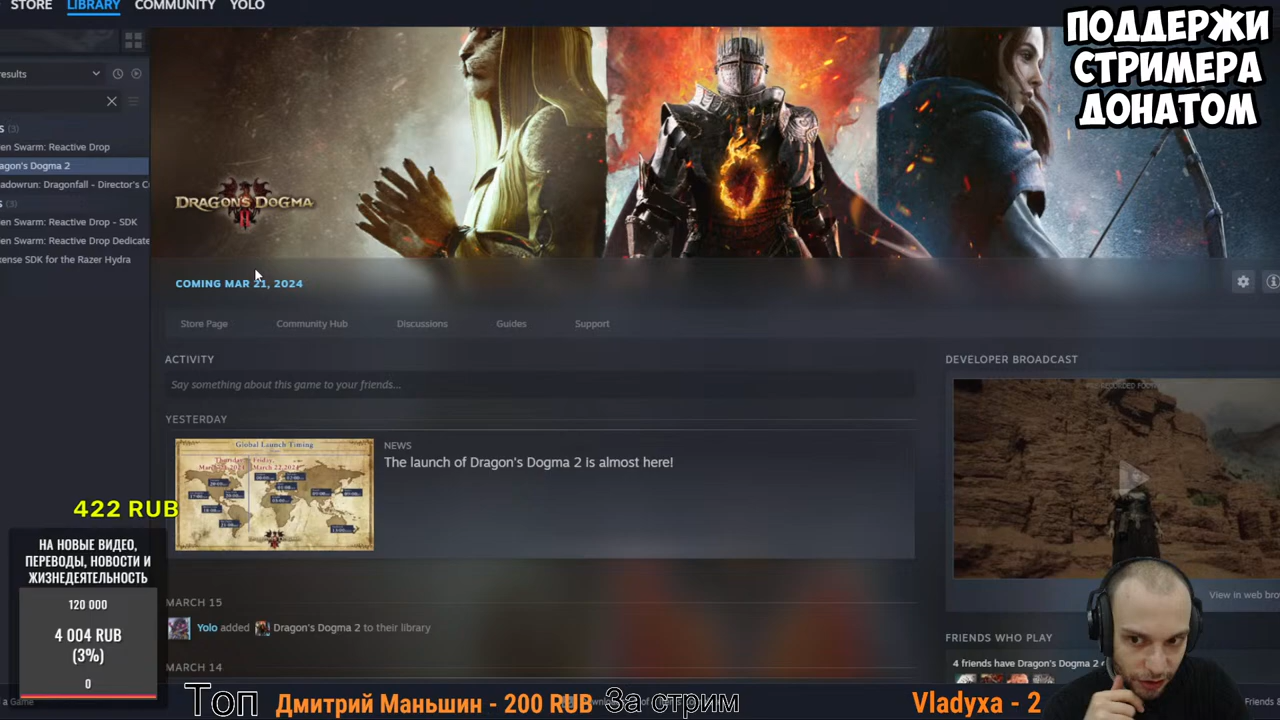 STORE
LIBRARY
COMMUNITY
YOLO
ПОДДЕРЖИ
СТРИМЕРА
ДОНАТОМ
esults
S (3)
en Swarm: Reactive Drop
agon's Dogma 2
adowrun: Dragonfall - Director's C
S (3)
en Swarm: Reactive Drop - SDK
en Swarm: Reactive Drop Dedicate
xense SDK for the Razer Hydra
DRAGON'S DOGMA
COMING MAR 21, 2024
Store Page
Community Hub
Discussions
Guides
Support
ACTIVITY
Say something about this game to your friends...
YESTERDAY
Global Launch Timing
NEWS
The launch of Dragon's Dogma 2 is almost here!
MARCH 15
Yolo added Dragon's Dogma 2 to their library
MARCH 14
DEVELOPER BROADCAST
View in web bro
FRIENDS WHO PLAY
4 friends have Dragon's Dogma 2
422 RUB
НА НОВЫЕ ВИДЕО,
ПЕРЕВОДЫ, НОВОСТИ И
ЖИЗНЕДЕЯТЕЛЬНОСТЬ
120 000
4 004 RUB
(3%)
0
a Game
Топ
Дмитрий Маньшин - 200 RUB
За стрим
Vladyxa - 2
Friends &